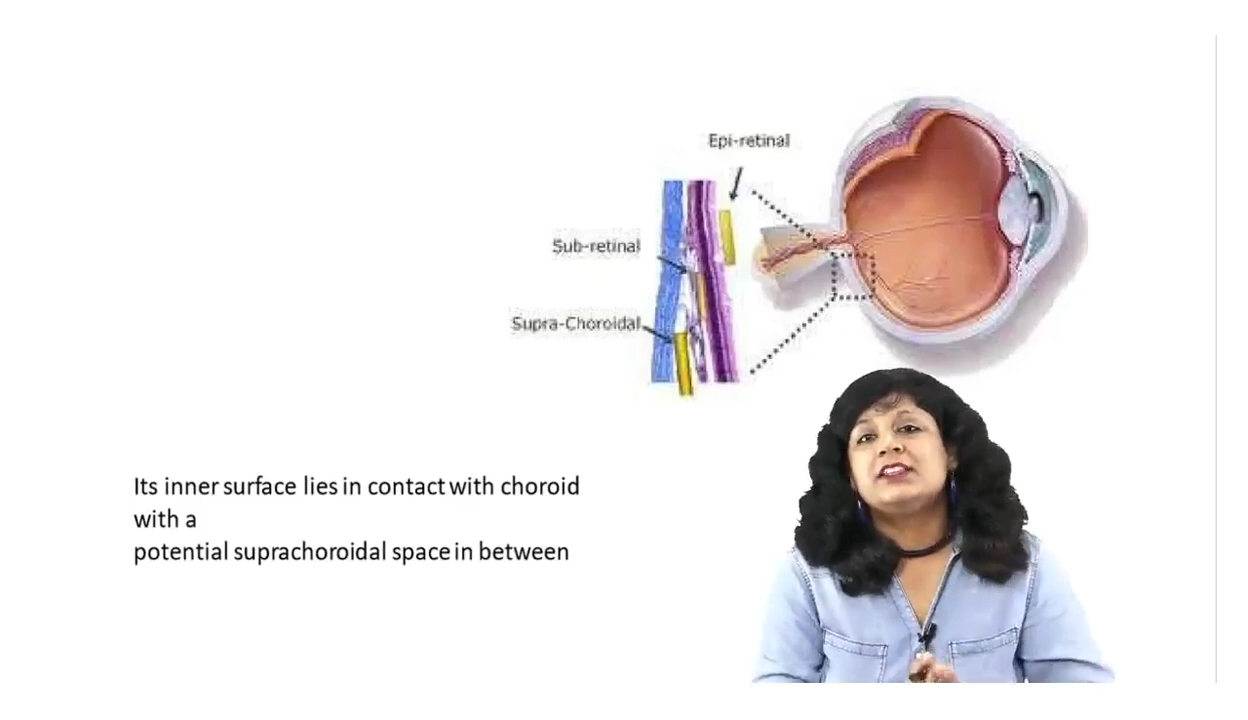 Epi-retinal
Sub-retinal
Supra-Choroidal
Its inner surface lies in contact with choroid
with a
potential suprachoroidal space in between